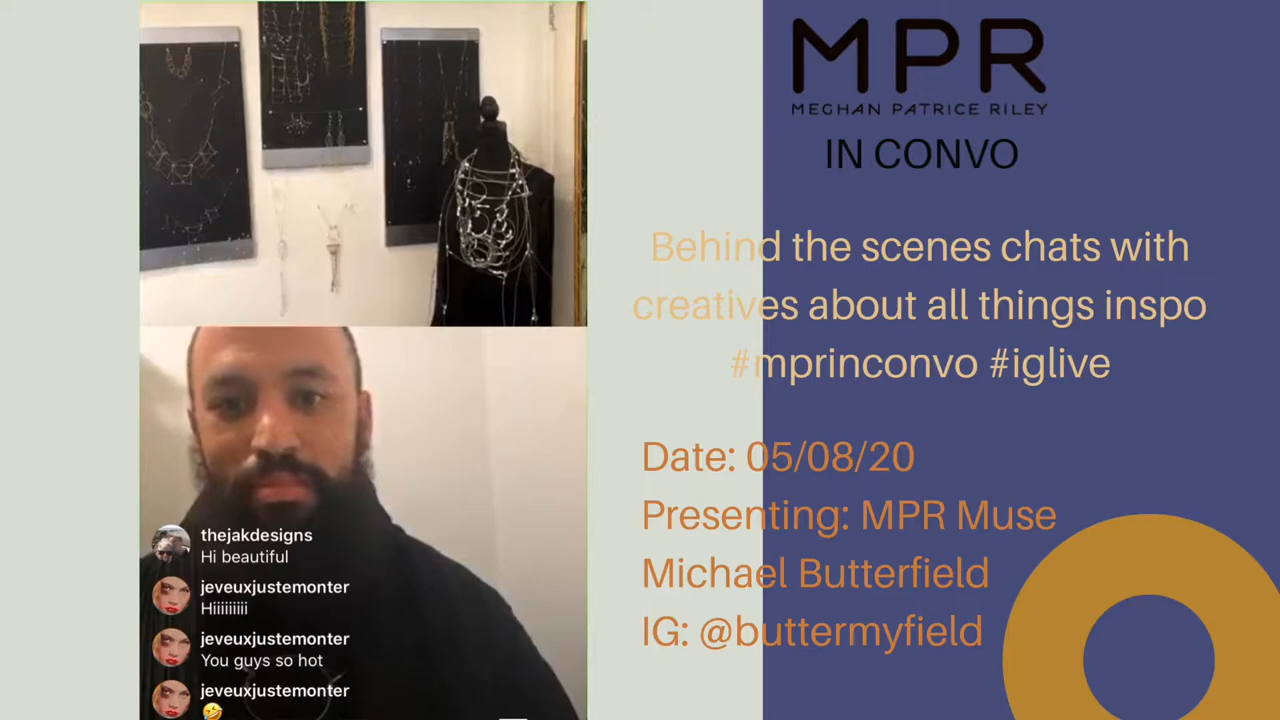 MPR
MEGHAN PATRICE RILEY
IN CONVO
Behind the scenes chats with
creatives about all things inspo
#mprinconvo #iglive
Date: 05/08/20
Presenting: MPR Muse
Michael Butterfield
IG: @buttermyfield
thejakdesigns
Hi beautiful
jeveuxjustemonter
Hiiiiiiiii
jeveuxjustemonter
You guys so hot
jeveuxjustemonter
🤣